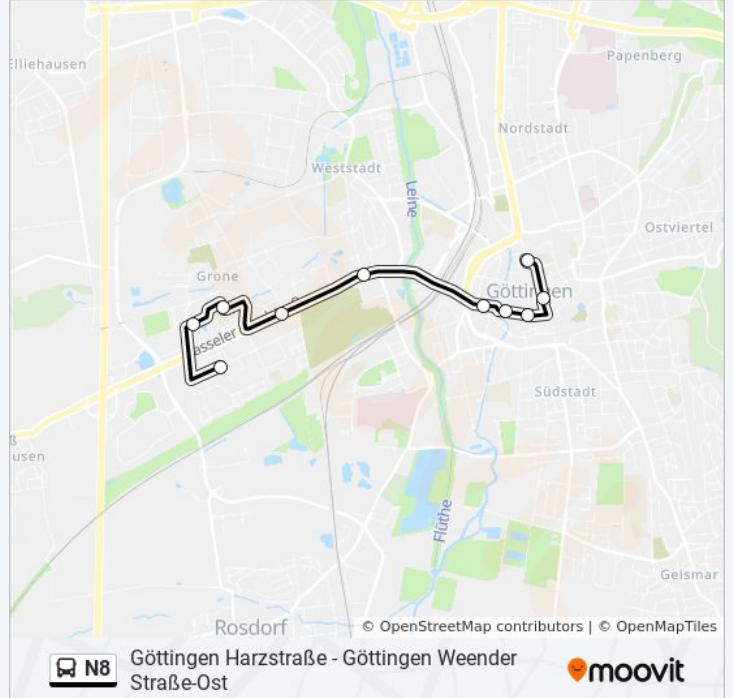 Elliehausen
Papenberg
Nordstadt
Weststadt
Leine
Ostviertel
Grone
Göttingen
asseler
Südstadt
ß
usen
Flüthe
Geismar
Rosdorf
© OpenStreetMap contributors | © OpenMapTiles
N8
Göttingen Harzstraße - Göttingen Weender
Straße-Ost
moovit